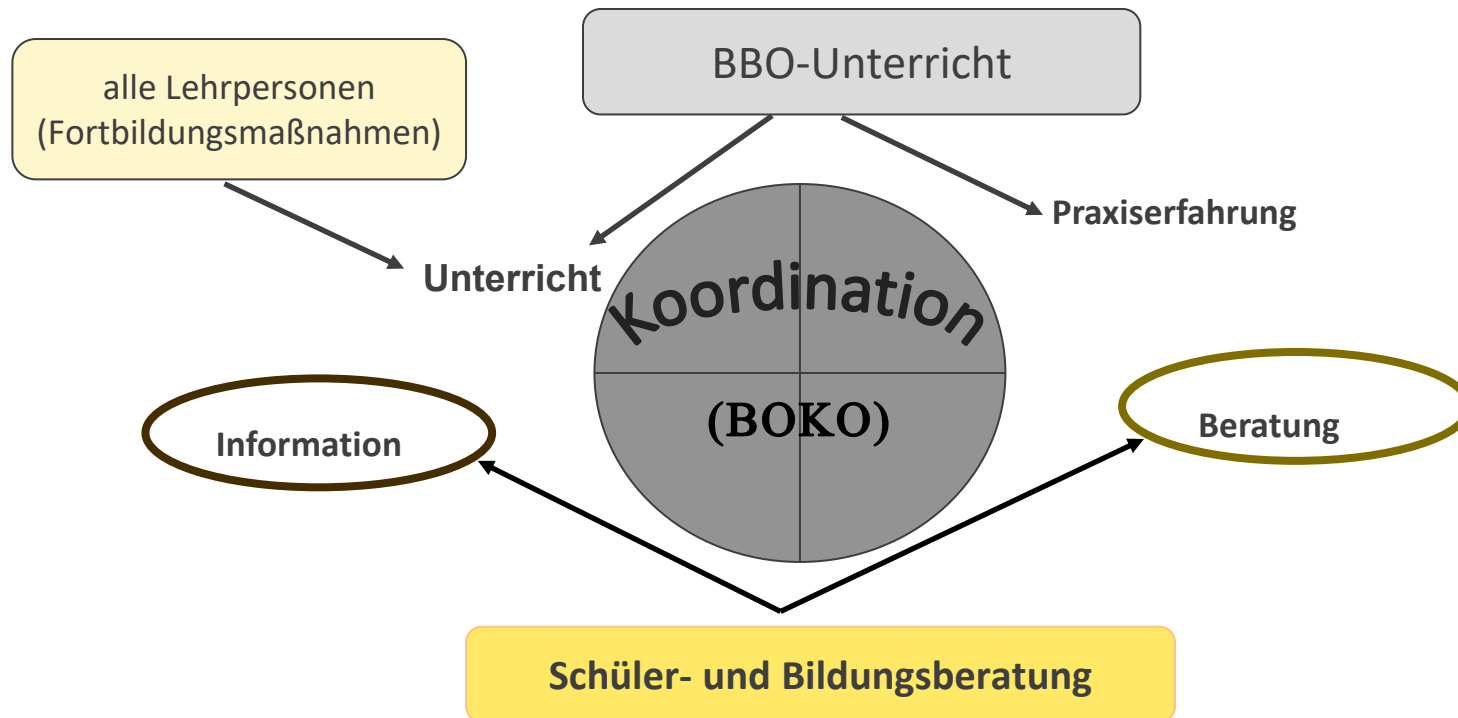 BBO-Unterricht
alle Lehrpersonen
(Fortbildungsmaßnahmen)
Praxiserfahrung
Unterricht
Koordination
(BOKO)
Information
Beratung
Schüler- und Bildungsberatung